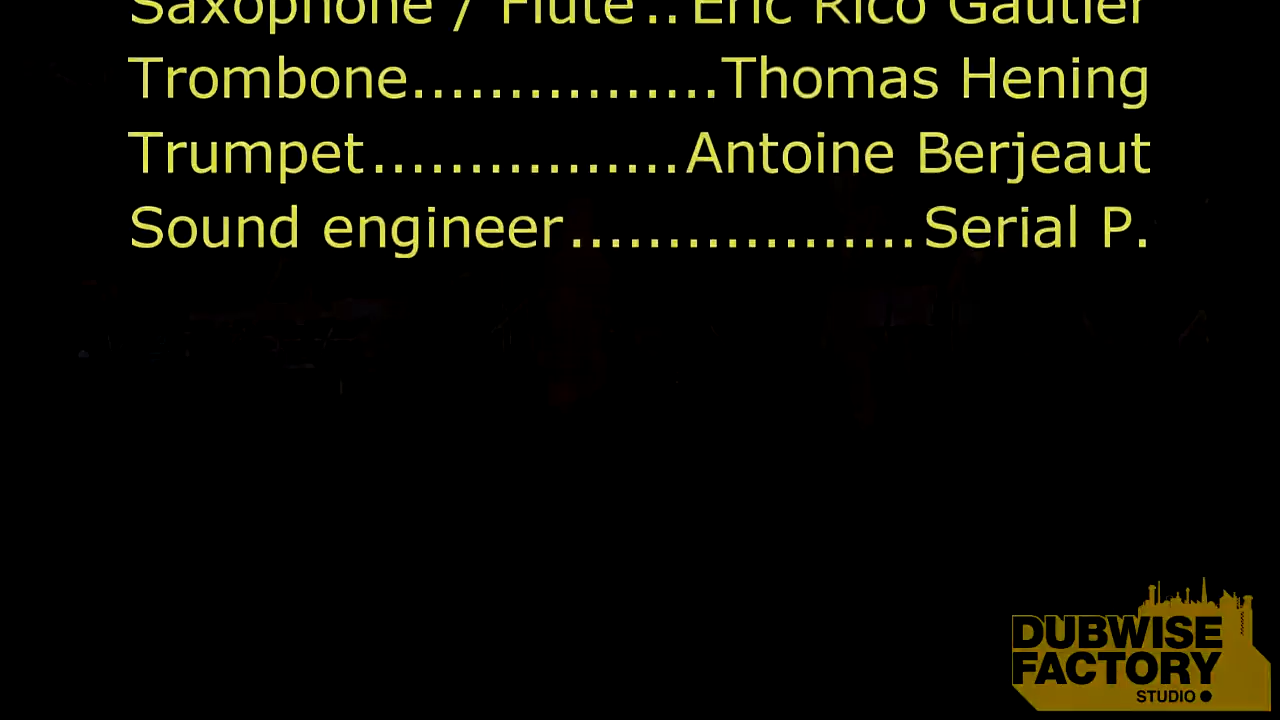 Saxophone / Flute..Eric Rico Gautier
Trombone................Thomas Hening
Trumpet................Antoine Berjeaut
Sound engineer..................Serial P.
DUBWISE
FACTORY
STUDIO